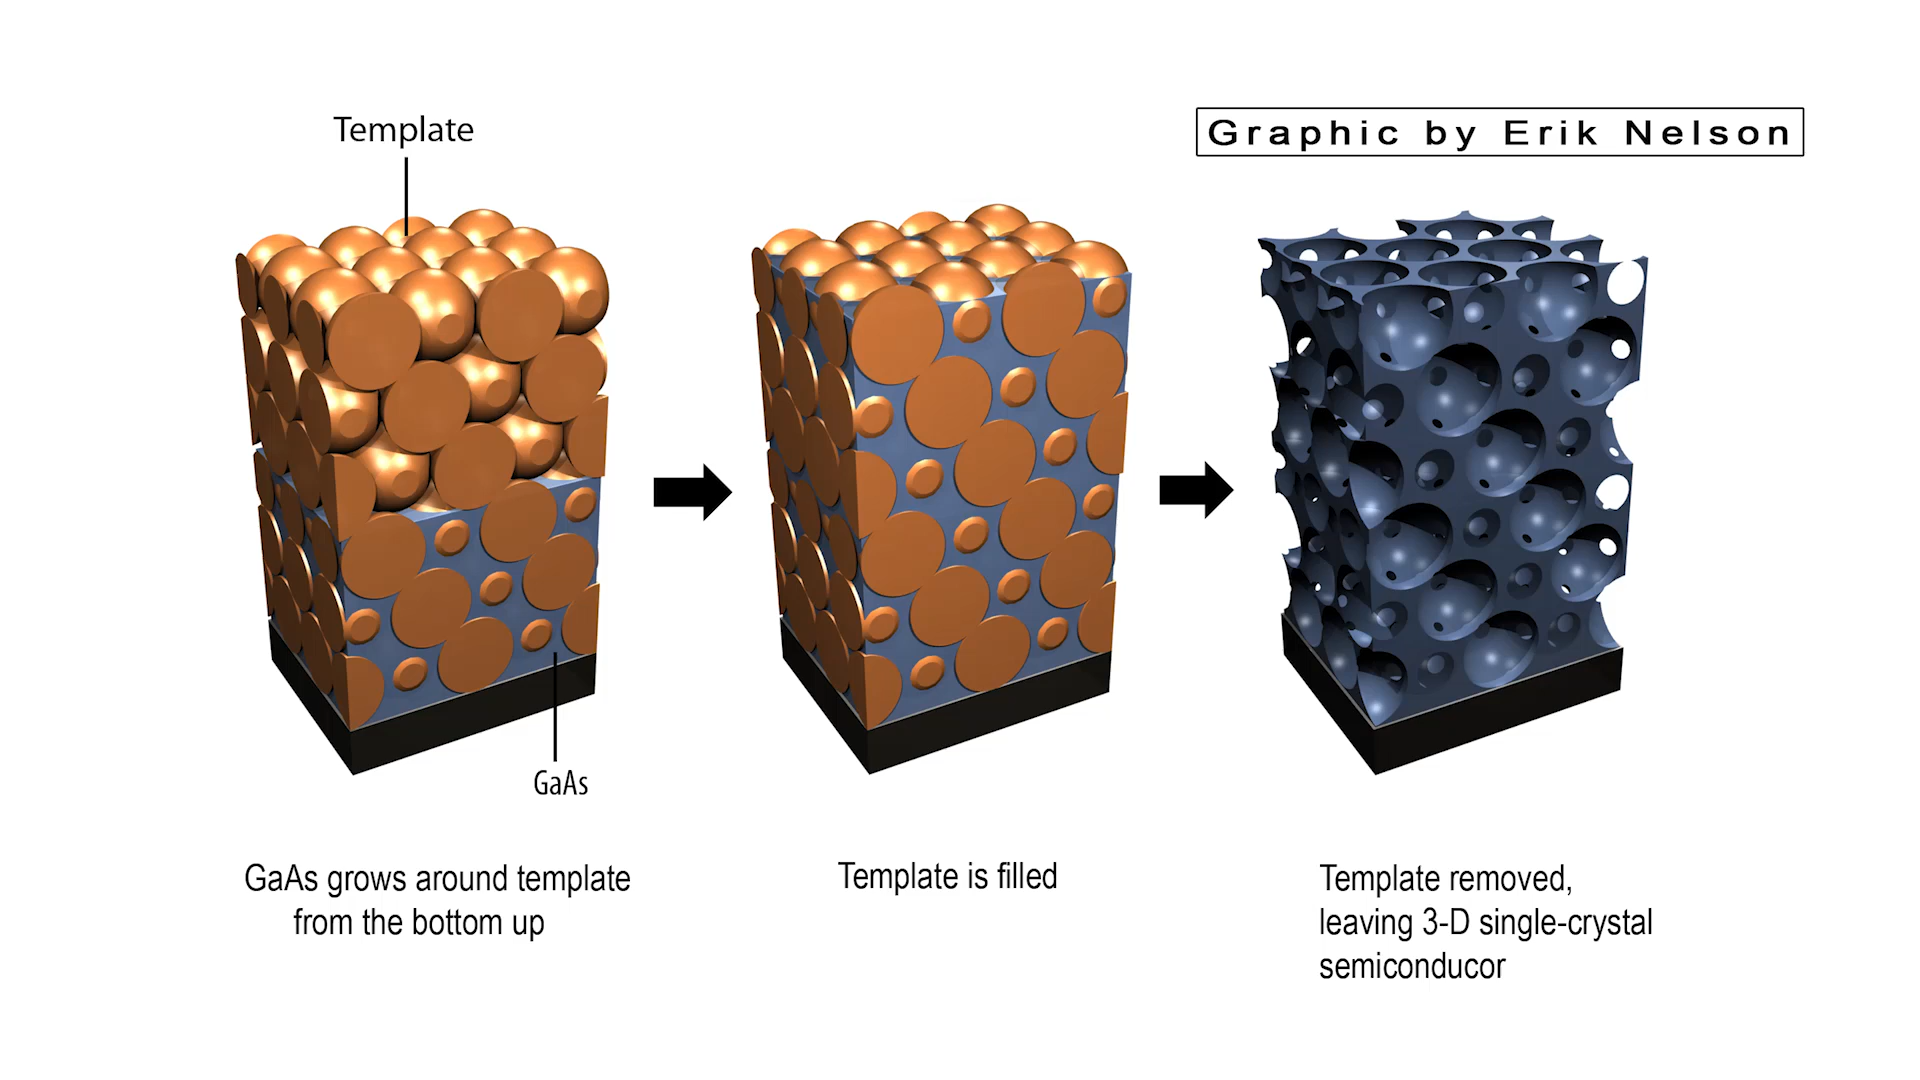 Template
Graphic by Erik Nelson
GaAs
GaAs grows around template
from the bottom up
Template is filled
Template removed,
leaving 3-D single-crystal
semiconducor